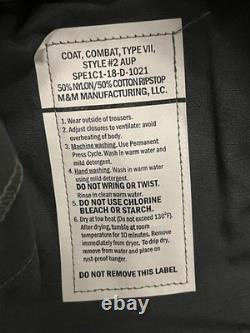 COAT, COMBAT, TYPE VII,
STYLE #2 AUP
SPE1C1-18-D-1021
50% NYLON/50% COTTON RIPSTOP
M&M MANUFACTURING, LLC.
1. Wear outside of trousers.
2. Adjust closures to ventilate: avoid
overheating of body.
3. Machine washing. Use Permanent
Press Cycle. Wash in warm water and
mild detergent.
4. Hand washing. Wash in warm water
using mild detergent.
DO NOT WRING OR TWIST.
Rinse in clean warm water.
5. DO NOT USE CHLORINE
BLEACH OR STARCH.
6. Dry at low heat (Do not exceed 130°F).
After drying, tumble at room
temperature for 10 minutes. Remove
immediately from dryer. To drip dry,
remove from water and place on
rust-proof hanger.
DO NOT REMOVE THIS LABEL
© thumbimg.com